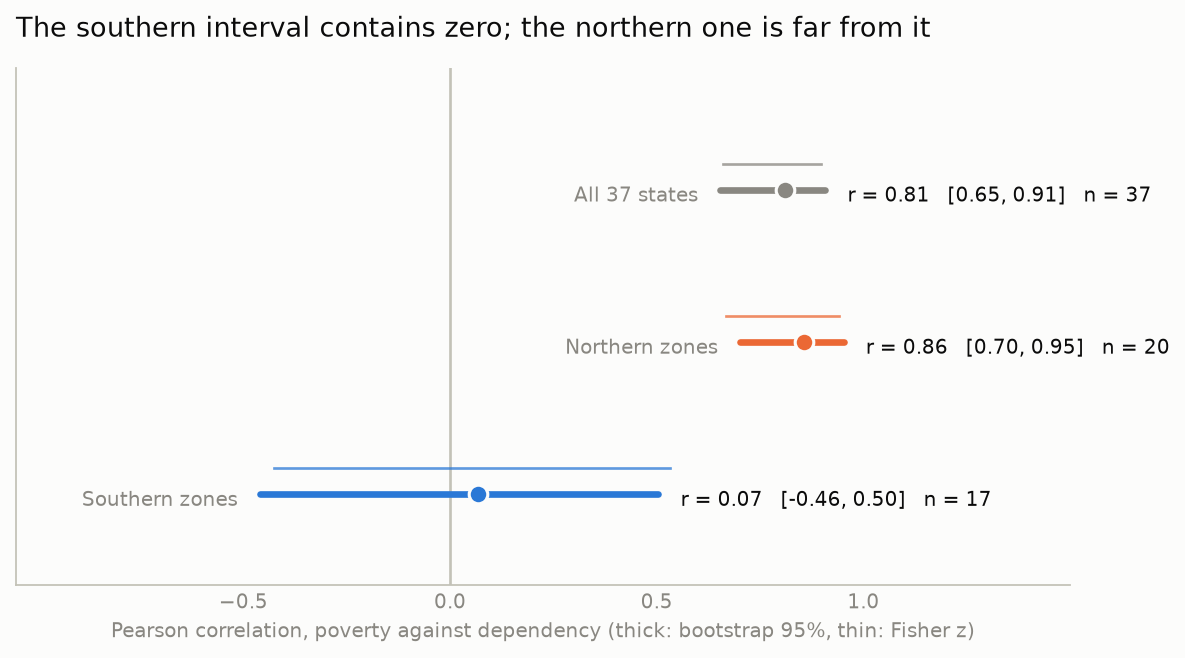 The southern interval contains zero; the northern one is far from it
All 37 states r = 0.81 [0.65, 0.91] n = 37
Northern zones r = 0.86 [0.70, 0.95] n = 20
Southern zones r = 0.07 [-0.46, 0.50] n = 17
−0.5 0.0 0.5 1.0
Pearson correlation, poverty against dependency (thick: bootstrap 95%, thin: Fisher z)